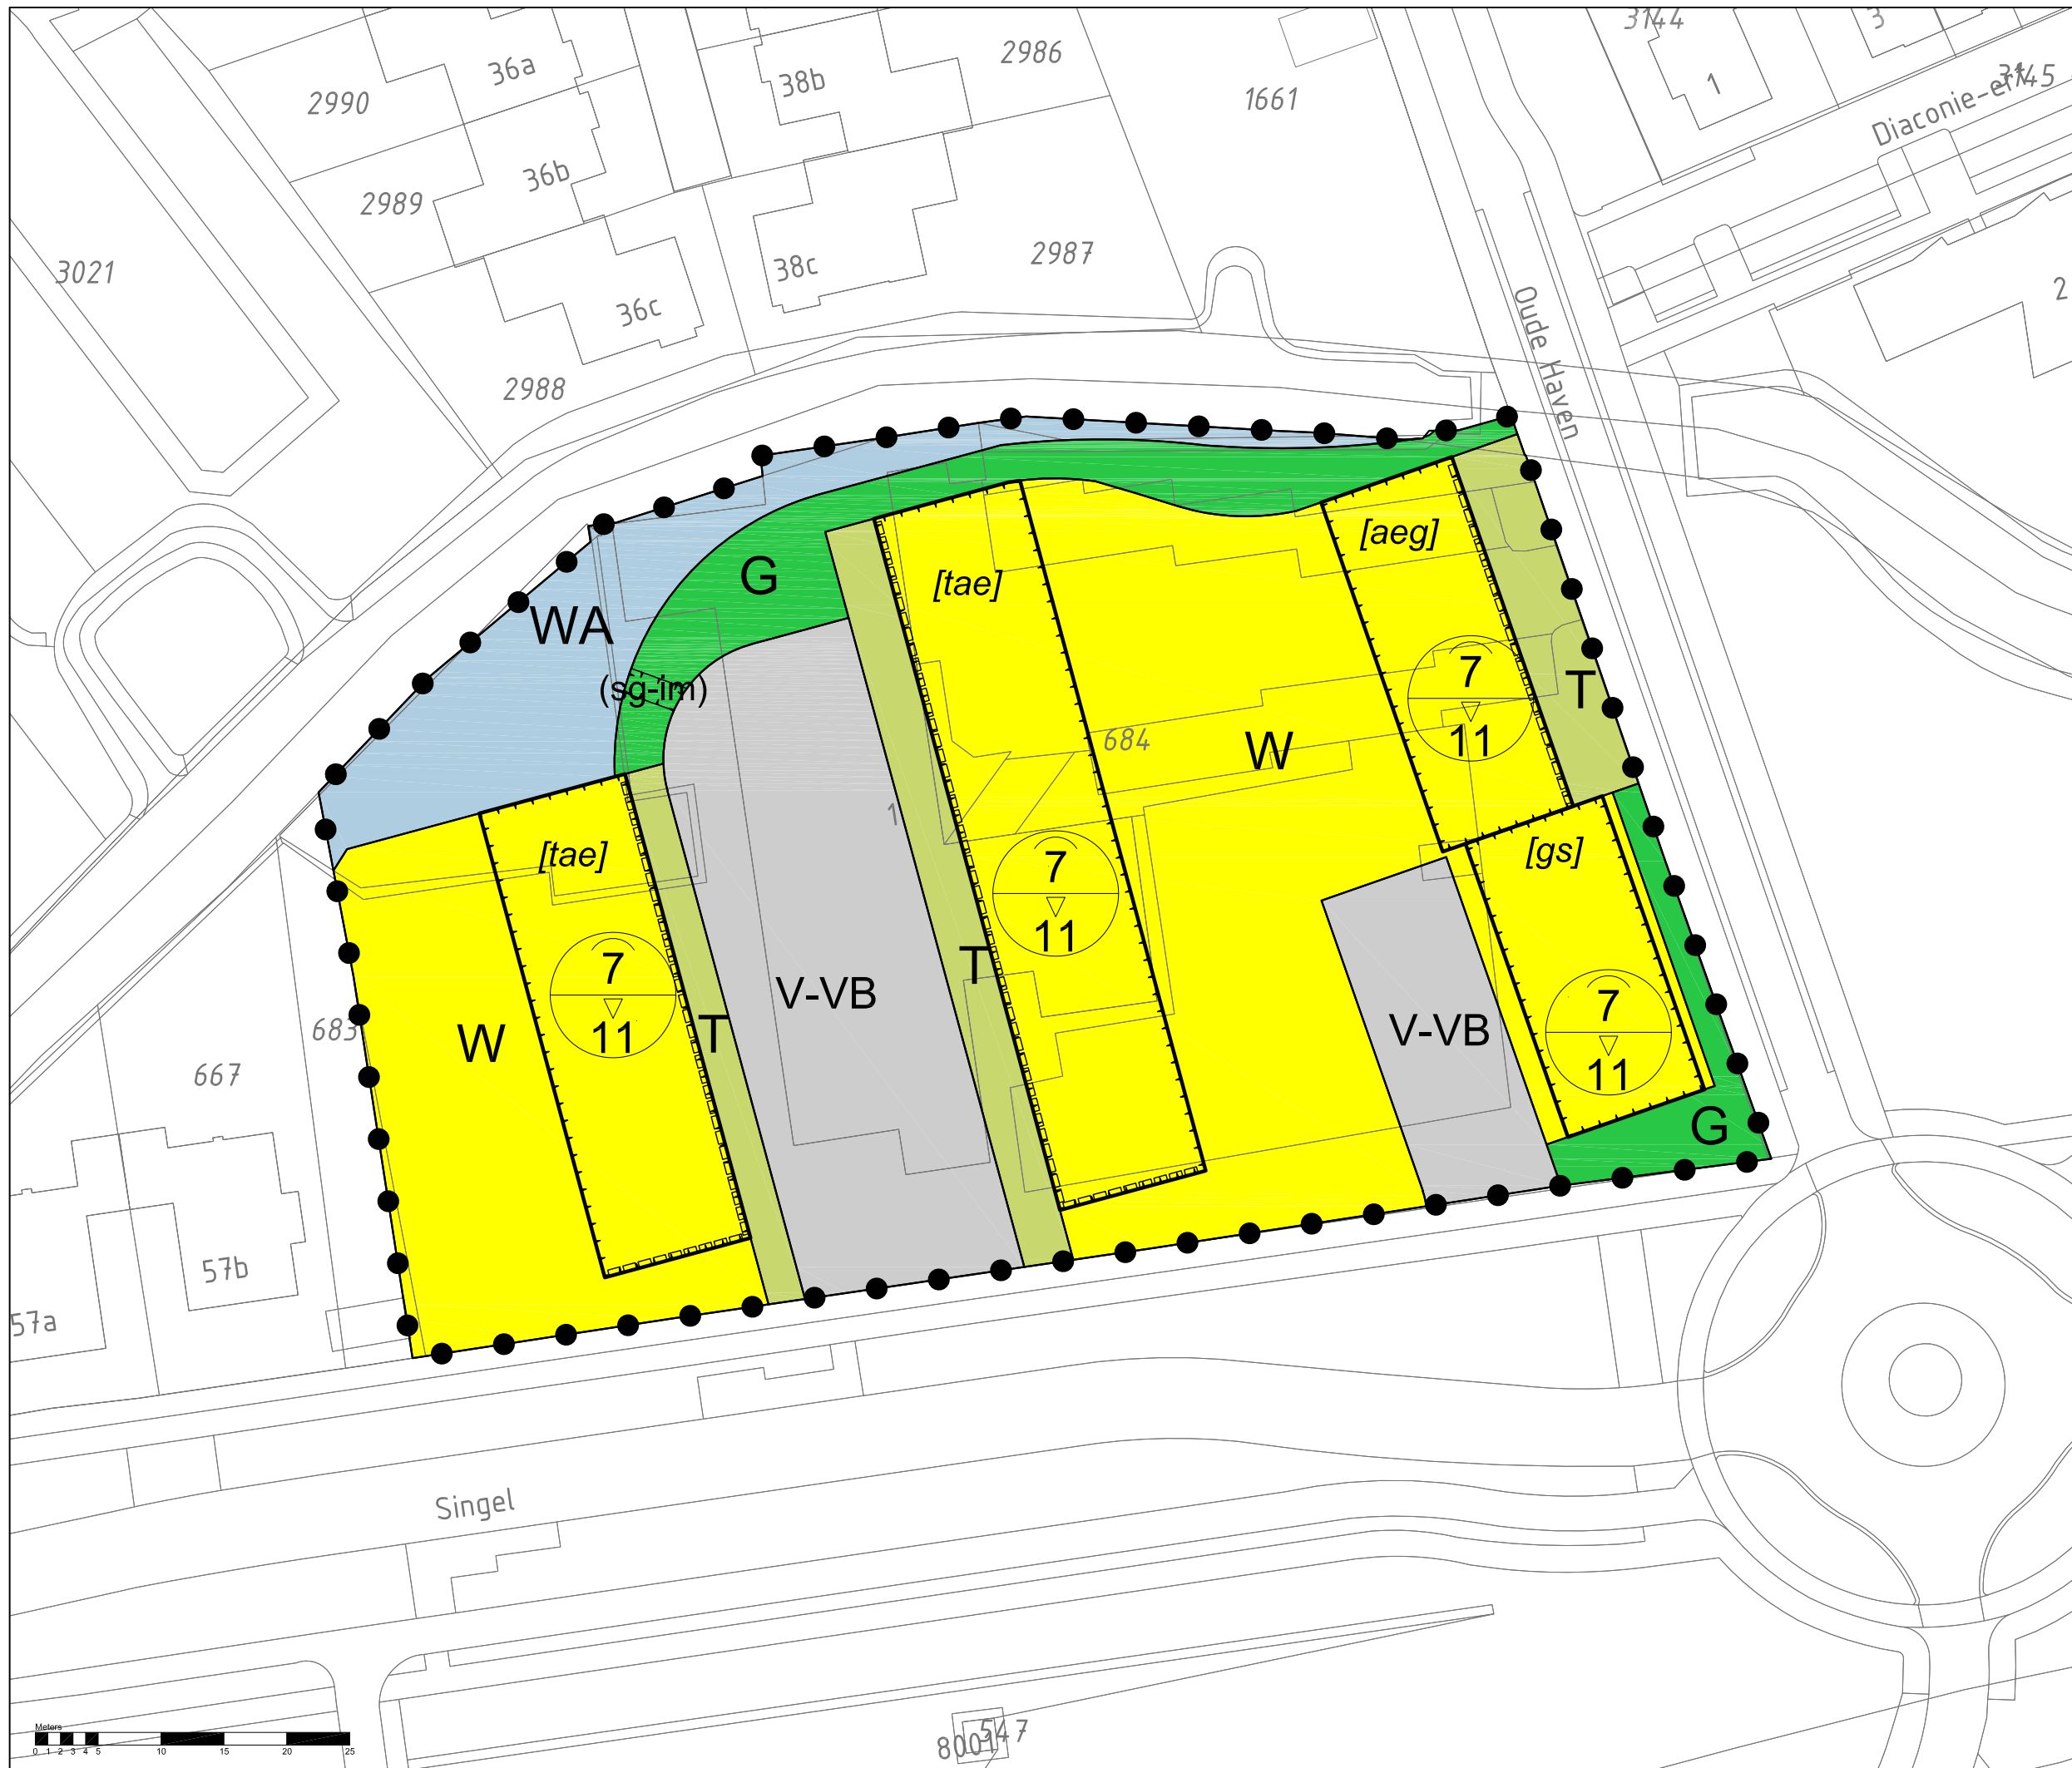 3144
3
36a
2986
2990
38b
1
3145
1661
Diaconie-erf
36b
2989
38c
2987
3021
2
36c
Oude Haven
2988
[aeg]
G
[tae]
WA
7
(sg-im)
T
684
W
11
1
[tae]
[gs]
7
11
T
7
V-VB
7
683
T
V-VB
W
11
11
667
G
57b
57a
Singel
Meters
0 1 2 3 4 5 10 15 20 25
547
8001